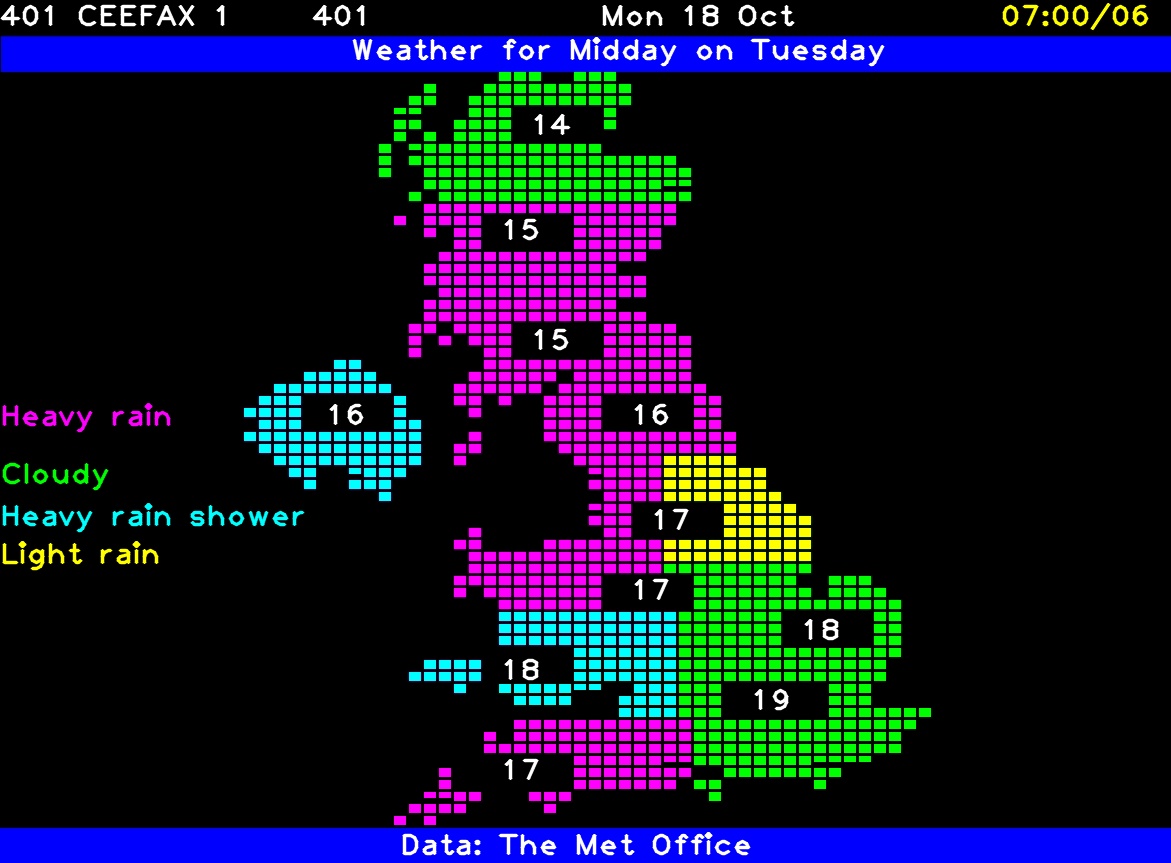 401 CEEFAX 1 401 Mon 18 Oct 07:00/06
Weather for Midday on Tuesday
14
15
15
Heavy rain 16 16
Cloudy
Heavy rain shower 17
Light rain
17
18
18
19
17
Data: The Met Office